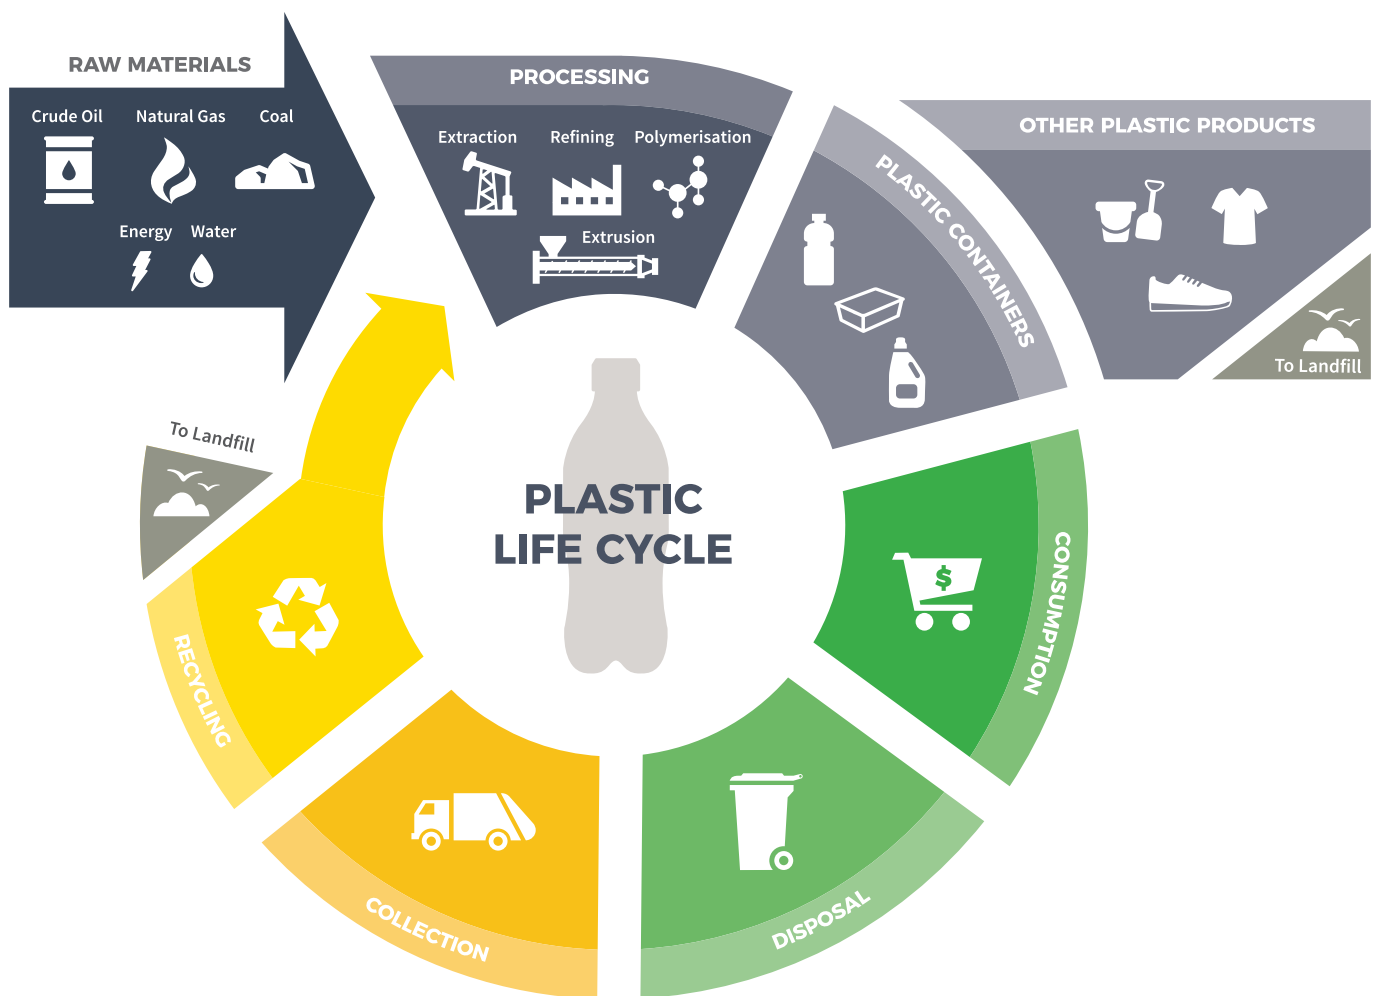 RAW MATERIALS
Crude Oil
Natural Gas
Coal
Energy
Water
PROCESSING
Extraction
Refining
Polymerisation
Extrusion
PLASTIC CONTAINERS
OTHER PLASTIC PRODUCTS
To Landfill
CONSUMPTION
$
DISPOSAL
COLLECTION
RECYCLING
To Landfill
PLASTIC
LIFE CYCLE